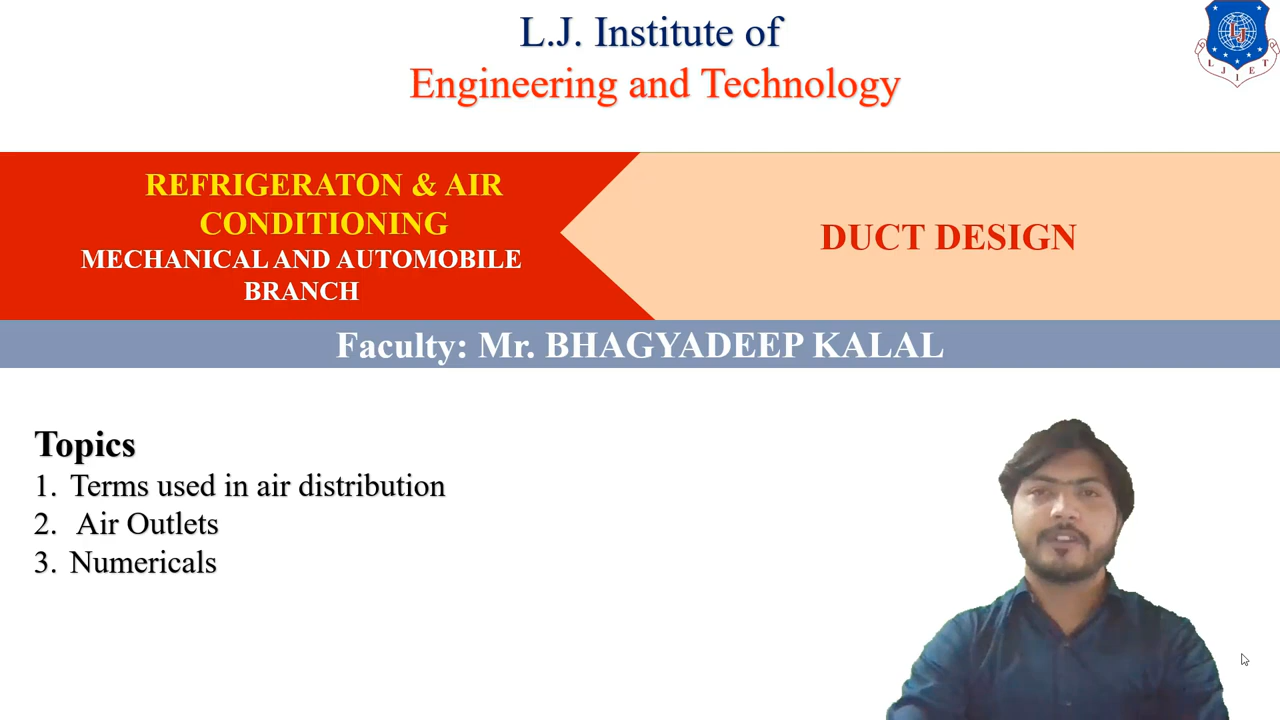 L.J. Institute of
Engineering and Technology
LJ
L J I E T
REFRIGERATON & AIR
CONDITIONING
MECHANICAL AND AUTOMOBILE
BRANCH
DUCT DESIGN
Faculty: Mr. BHAGYADEEP KALAL
Topics
1. Terms used in air distribution
2. Air Outlets
3. Numericals